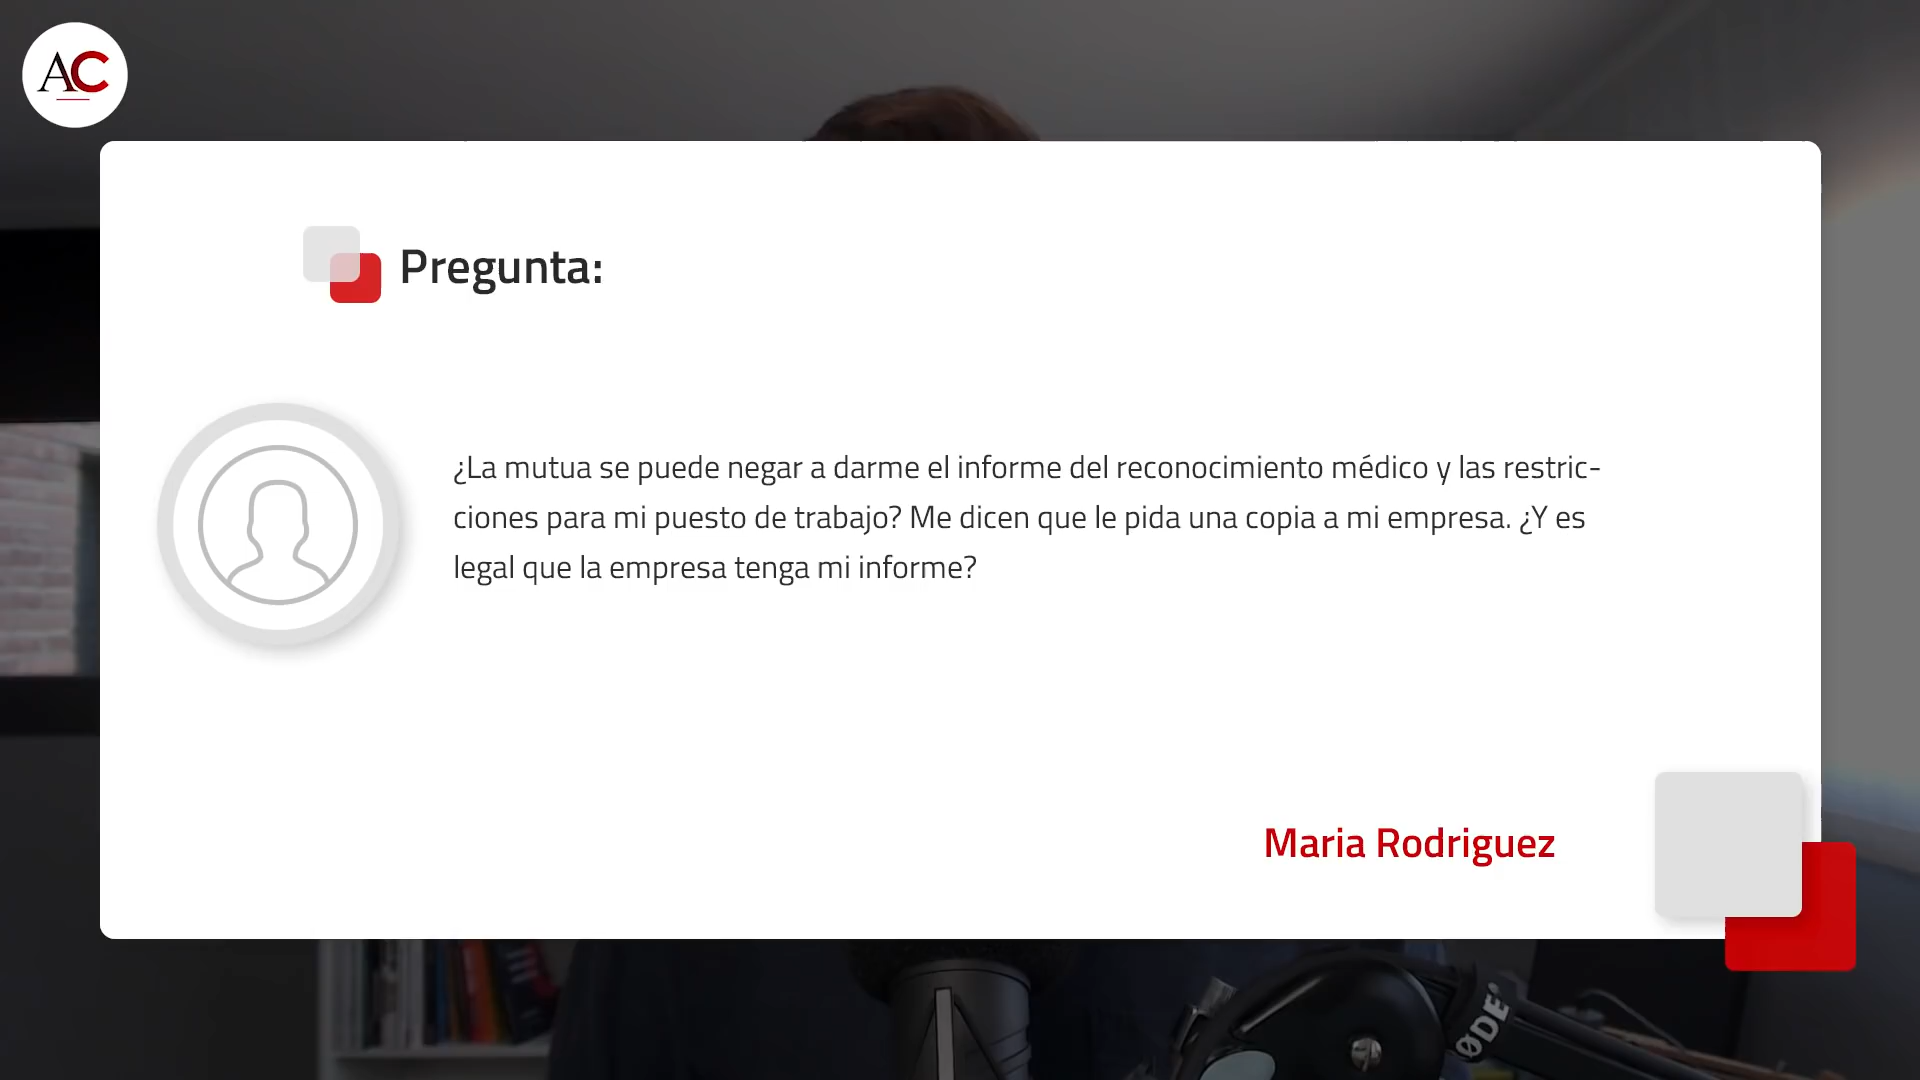 AC
Pregunta:
¿La mutua se puede negar a darme el informe del reconocimiento médico y las restric-
ciones para mi puesto de trabajo? Me dicen que le pida una copia a mi empresa. ¿Y es
legal que la empresa tenga mi informe?
Maria Rodriguez
RØDE